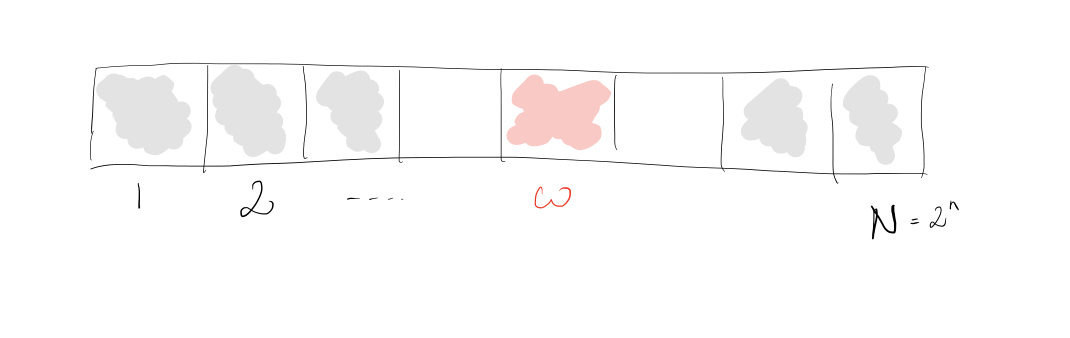 1 2 ---- ω N = 2ⁿ